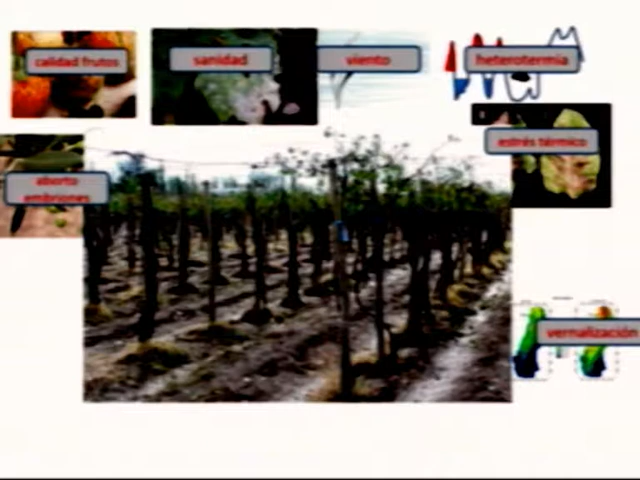 calidad frutos
sanidad
viento
heterotermia
estrés térmico
aborto
embriones
vernalización